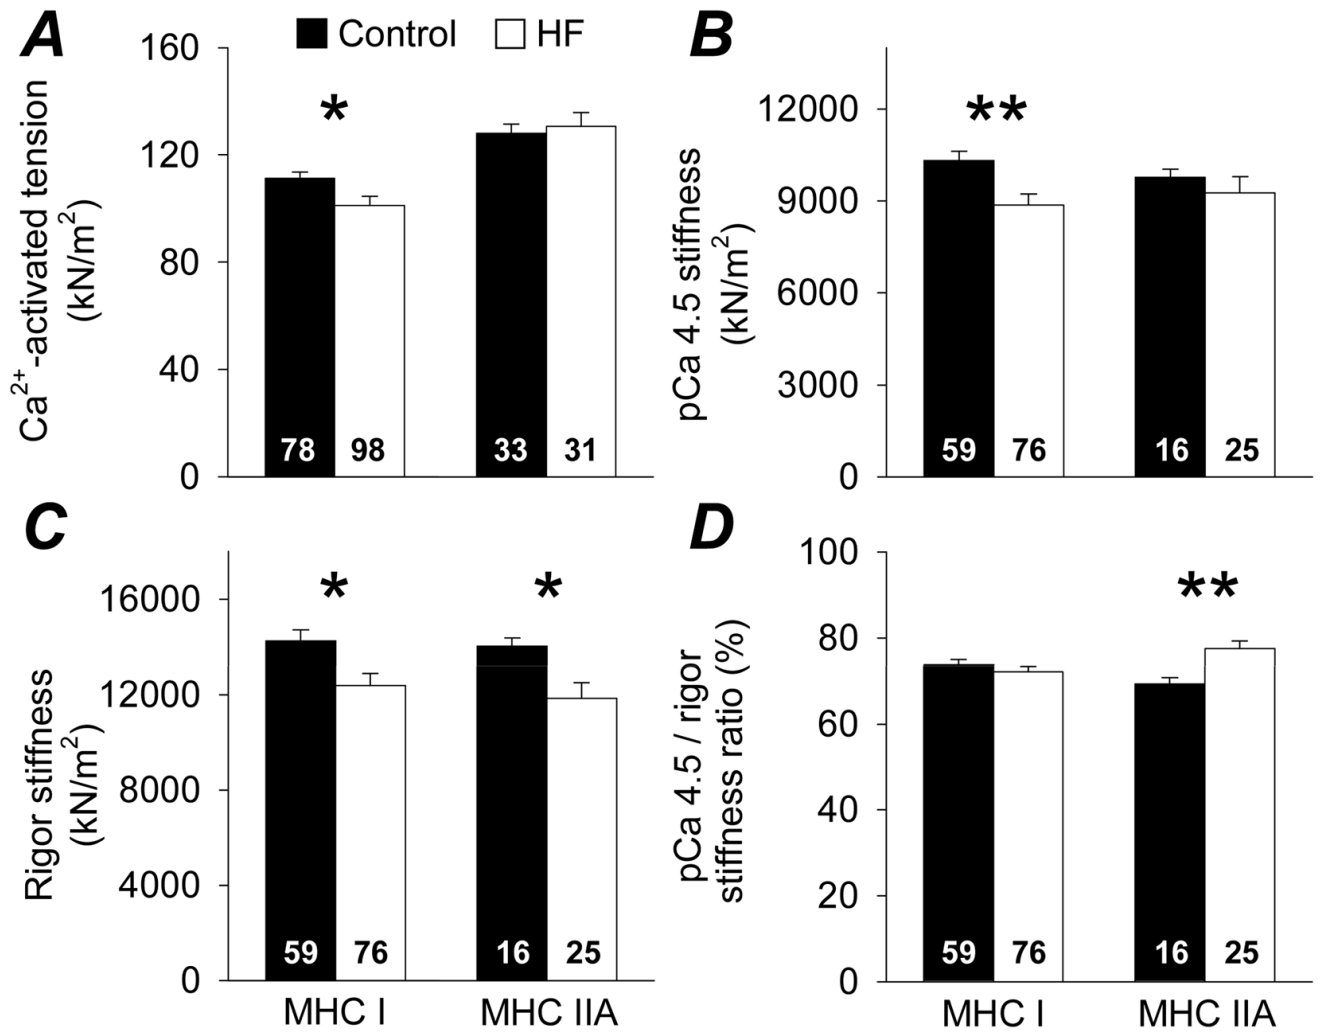 A
Control
HF
*
160
120
80
40
0
Ca2+-activated tension
(kN/m2)
78
98
33
31
B
**
12000
9000
6000
3000
0
pCa 4.5 stiffness
(kN/m2)
59
76
16
25
C
*
*
16000
12000
8000
4000
0
Rigor stiffness
(kN/m2)
59
76
16
25
MHC I
MHC IIA
D
**
100
80
60
40
20
0
pCa 4.5 / rigor
stiffness ratio (%)
59
76
16
25
MHC I
MHC IIA